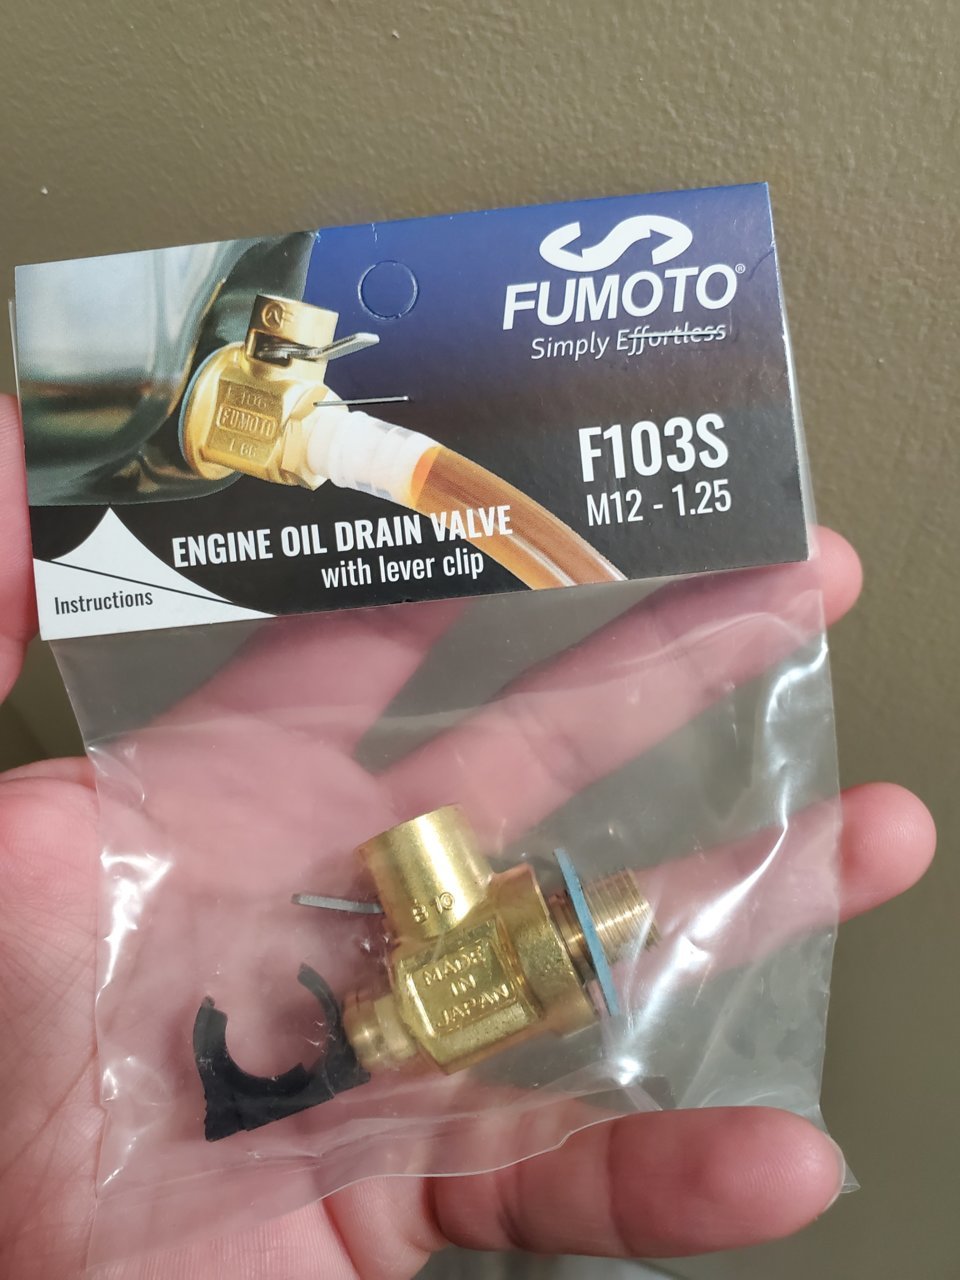 FUMOTO®
Simply Effortless
F103S
M12 - 1.25
FUMOTO
ENGINE OIL DRAIN VALVE
with lever clip
Instructions
MADE
IN
JAPAN